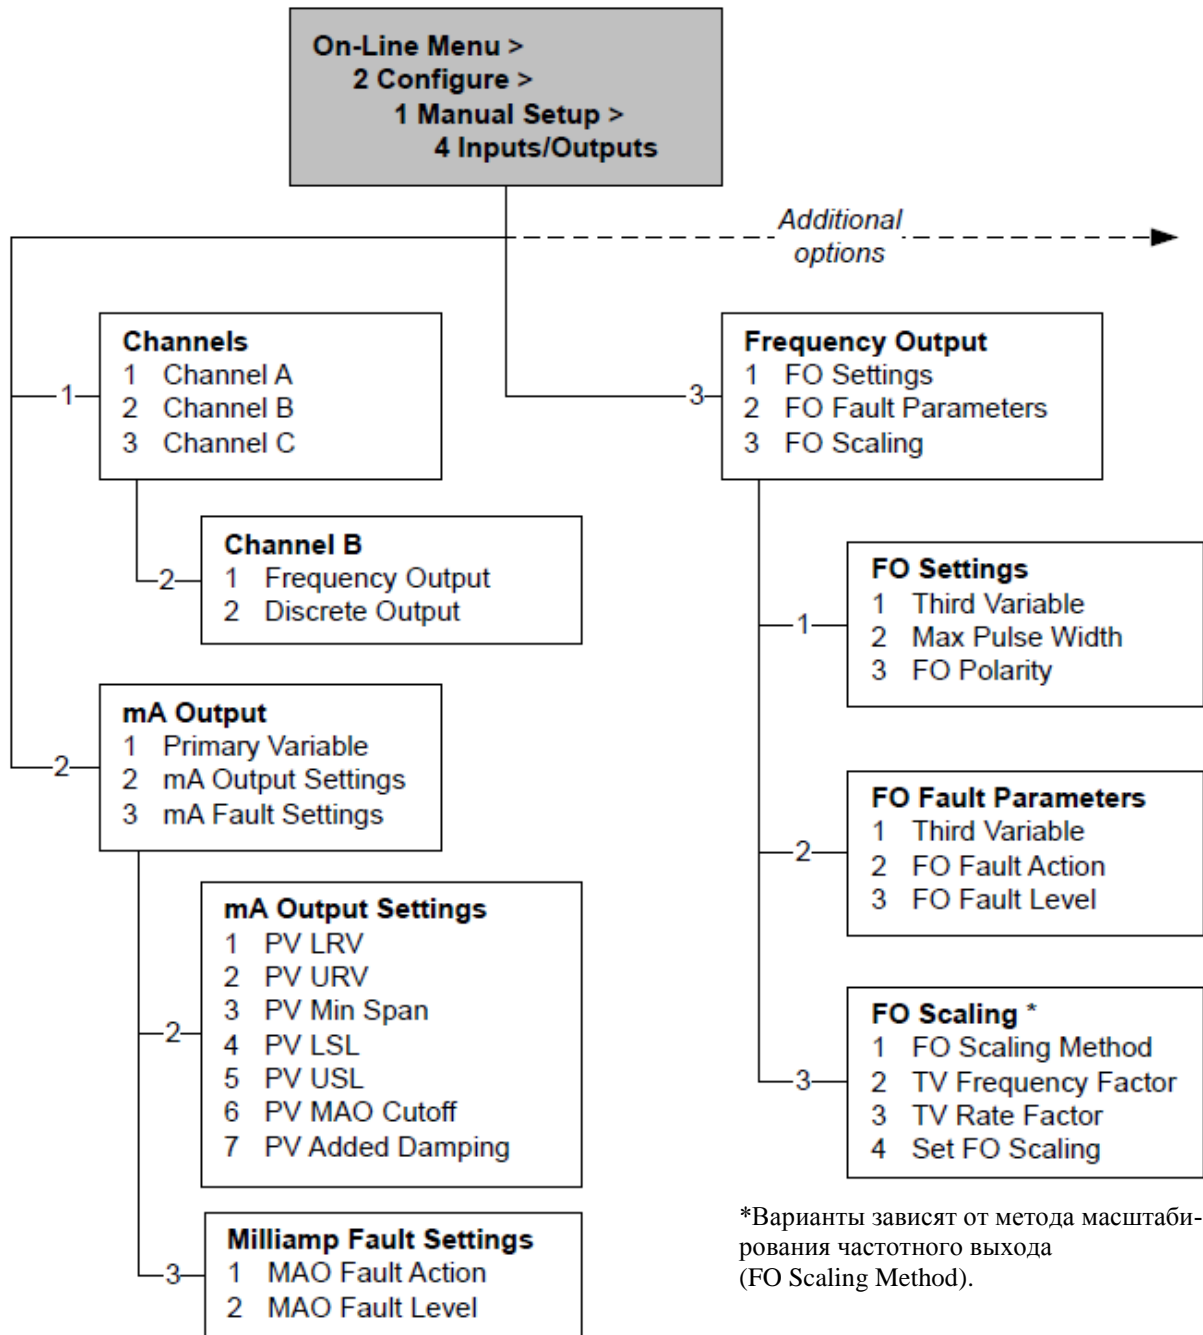 On-Line Menu >
2 Configure >
1 Manual Setup >
4 Inputs/Outputs
Additional
options
1
Channels
1 Channel A
2 Channel B
3 Channel C
2
Channel B
1 Frequency Output
2 Discrete Output
2
mA Output
1 Primary Variable
2 mA Output Settings
3 mA Fault Settings
2
mA Output Settings
1 PV LRV
2 PV URV
3 PV Min Span
4 PV LSL
5 PV USL
6 PV MAO Cutoff
7 PV Added Damping
3
Milliamp Fault Settings
1 MAO Fault Action
2 MAO Fault Level
3
Frequency Output
1 FO Settings
2 FO Fault Parameters
3 FO Scaling
1
FO Settings
1 Third Variable
2 Max Pulse Width
3 FO Polarity
2
FO Fault Parameters
1 Third Variable
2 FO Fault Action
3 FO Fault Level
3
FO Scaling *
1 FO Scaling Method
2 TV Frequency Factor
3 TV Rate Factor
4 Set FO Scaling
*Варианты зависят от метода масштаби-
рования частотного выхода
(FO Scaling Method).